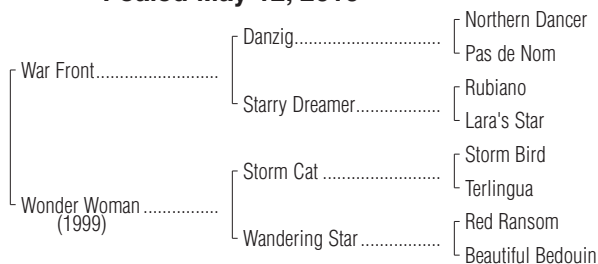 Foaled May
Northern Dancer
Danzig..................................
Pas de Nom
War Front............................
Rubiano
Starry Dreamer....................
Lara's Star
Storm Bird
Storm Cat ............................
Terlingua
Wonder Woman .................
(1999)
Red Ransom
Wandering Star...................
Beautiful Bedouin